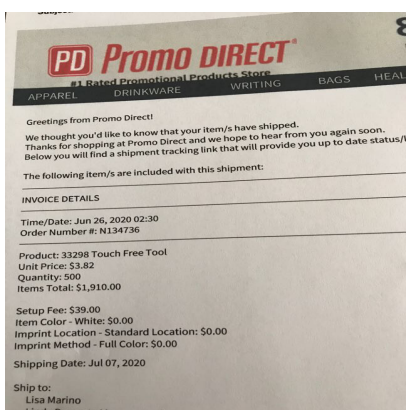 PD Promo DIRECT®
#1 Rated Promotional Products Store
APPAREL DRINKWARE WRITING BAGS
Greetings from Promo Direct!
We thought you'd like to know that your item/s have shipped.
Thanks for shopping at Promo Direct and we hope to hear from you again soon.
Below you will find a shipment tracking link that will provide you up to date
The following item/s are included with this shipment:
INVOICE DETAILS
Time/Date: Jun 26, 2020 02:30
Order Number #: N134736
Product: 33298 Touch Free Tool
Unit Price: $3.82
Quantity: 500
Items Total: $1,910.00
Setup Fee: $39.00
Item Color - White: $0.00
Imprint Location - Standard Location: $0.00
Imprint Method - Full Color: $0.00
Shipping Date: Jul 07, 2020
Ship to:
Lisa Marino